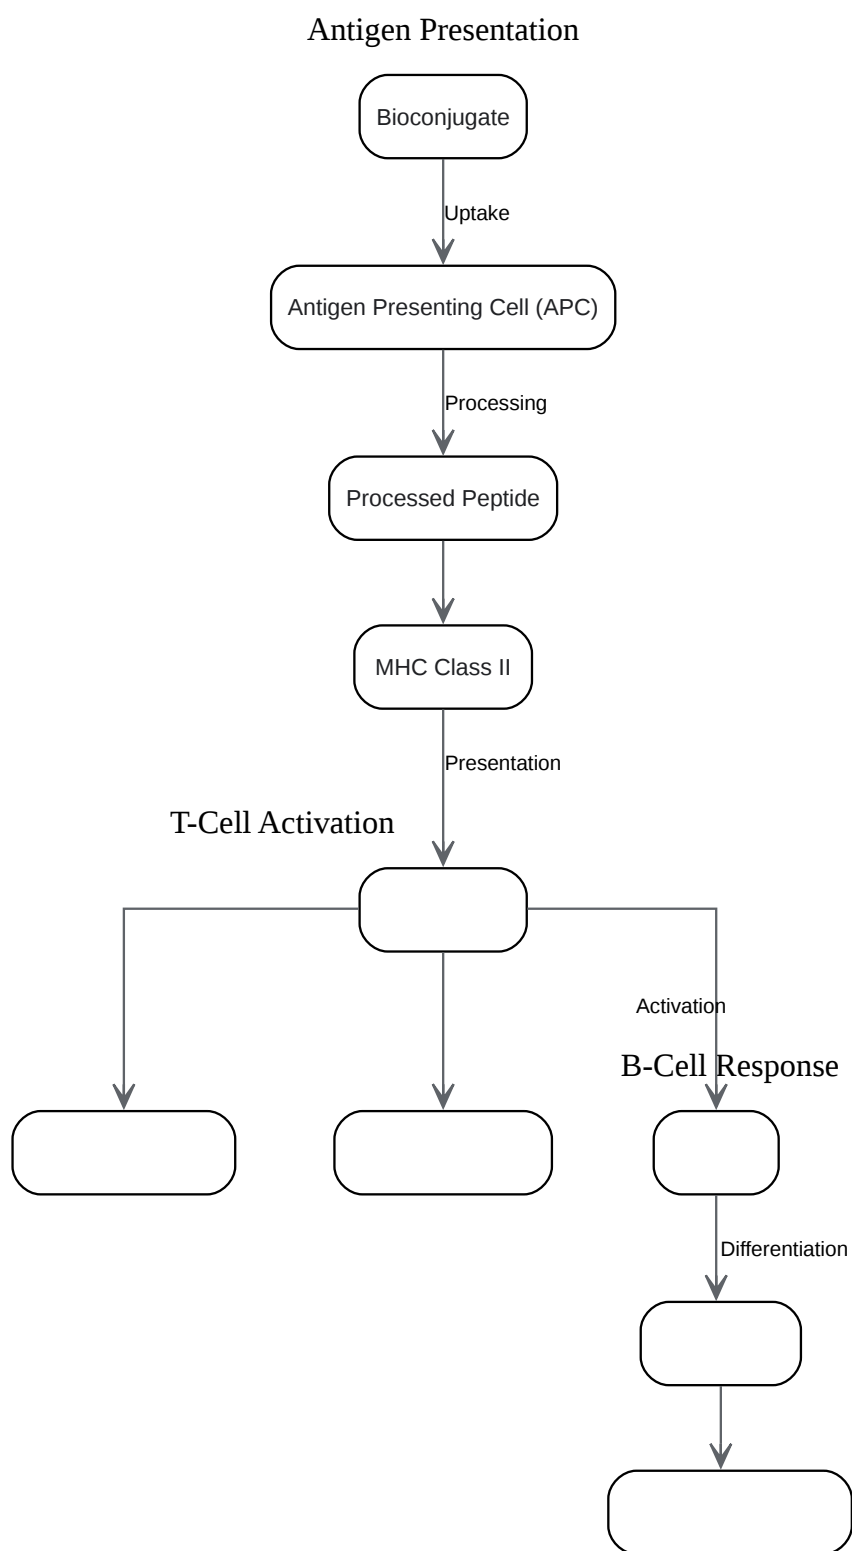 Antigen Presentation
Bioconjugate
Uptake
Antigen Presenting Cell (APC)
Processing
Processed Peptide
MHC Class II
Presentation
T-Cell Activation
Activation
B-Cell Response
Differentiation